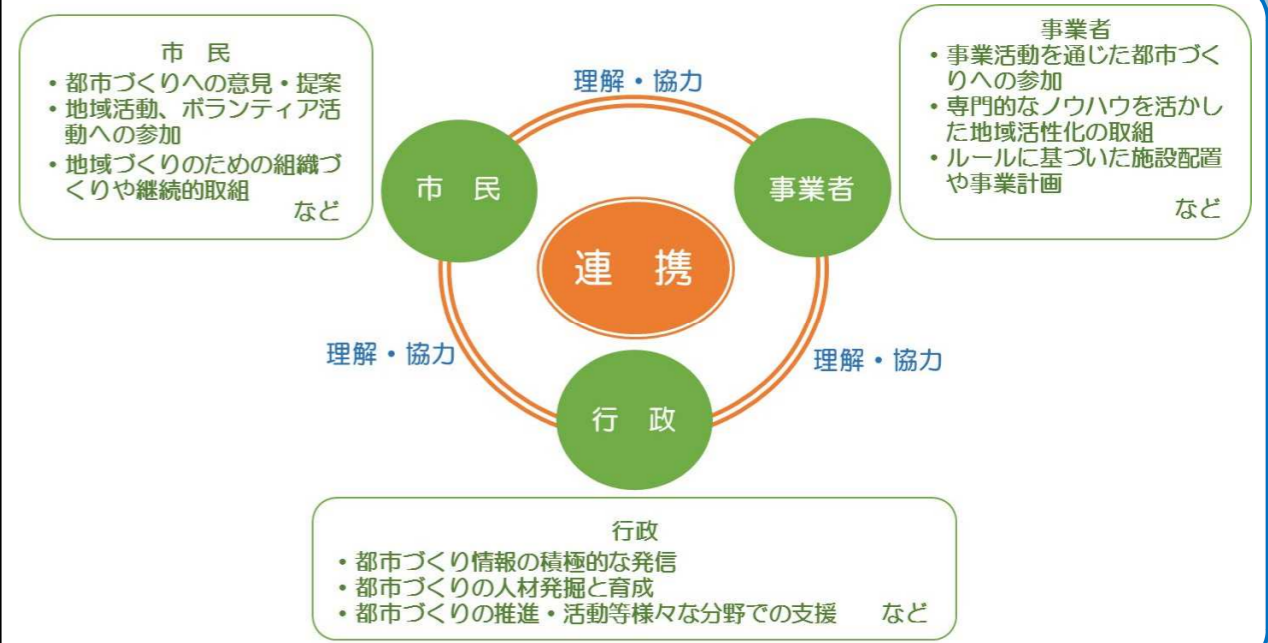 市　民
・都市づくりへの意見・提案
・地域活動、ボランティア活
動への参加
・地域づくりのための組織づ
くりや継続的取組
など
事業者
・事業活動を通じた都市づく
りへの参加
・専門的なノウハウを活かし
た地域活性化の取組
・ルールに基づいた施設配置
や事業計画
など
理解・協力
市　民
事業者
連　携
理解・協力
理解・協力
行　政
行政
・都市づくり情報の積極的な発信
・都市づくりの人材発掘と育成
・都市づくりの推進・活動等様々な分野での支援　　など